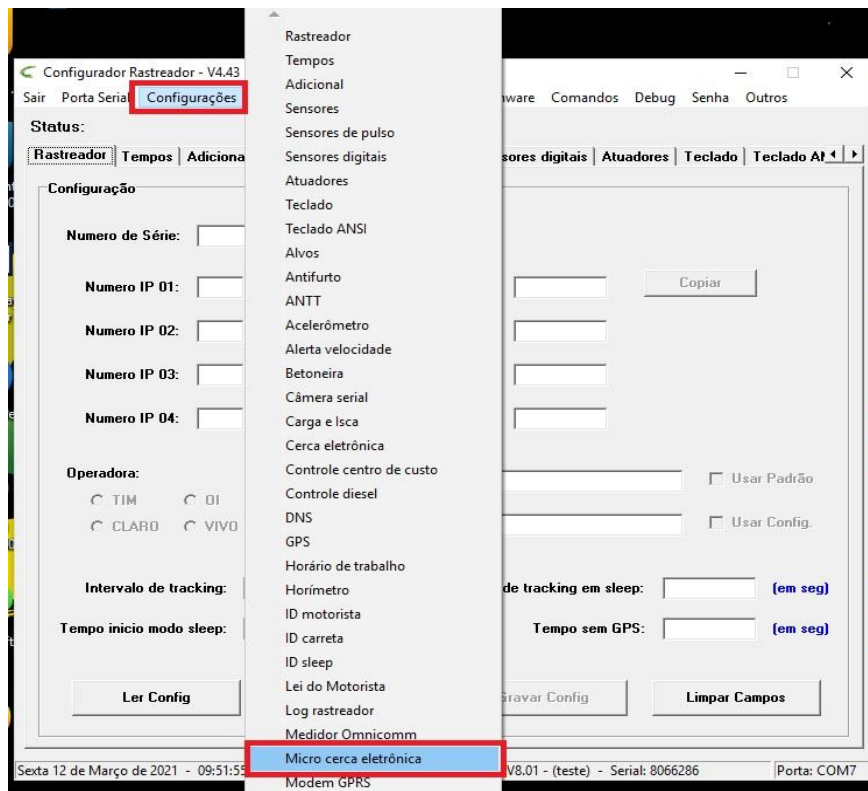 Configurador Rastreador - V4.43
Sair Porta Serial Configurações ware Comandos Debug Senha Outros
Status:
Rastreador Tempos Adiciona sores digitais Atuadores Teclado Teclado
Configuração
Numero de Série:
Numero IP 01:
Copiar
Numero IP 02:
Numero IP 03:
Numero IP 04:
Operadora:
TIM OI
CLARO VIVO
Usar Padrão
Usar Config.
Intervalo de tracking: de tracking em sleep: (em seg)
Tempo inicio modo sleep: Tempo sem GPS: (em seg)
Ler Config Gravar Config Limpar Campos
Sexta 12 de Março de 2021 - 09:51:55 V8.01 - (teste) - Serial: 8066286 Porta: COM7
Rastreador
Tempos
Adicional
Sensores
Sensores de pulso
Sensores digitais
Atuadores
Teclado
Teclado ANSI
Alvos
Antifurto
ANTT
Acelerômetro
Alerta velocidade
Betoneira
Câmera serial
Carga e Isca
Cerca eletrônica
Controle centro de custo
Controle diesel
DNS
GPS
Horário de trabalho
Horímetro
ID motorista
ID carreta
ID sleep
Lei do Motorista
Log rastreador
Medidor Omnicomm
Micro cerca eletrônica
Modem GPRS